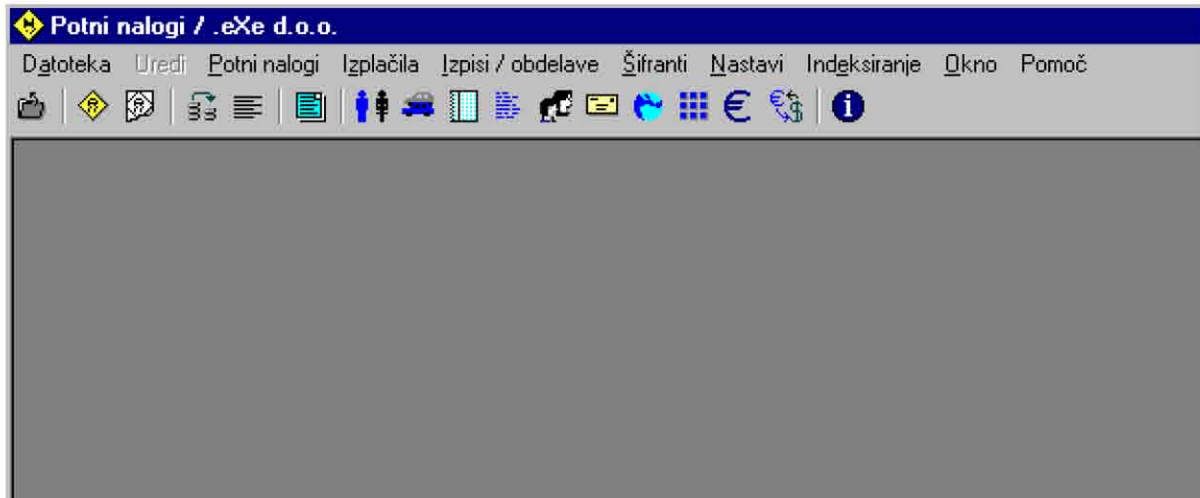 Potni nalogi / .eXe d.o.o.
Datoteka Uredi Potni nalogi Izplačila Izpisi / obdelave Šifranti Nastavi Indeksiranje Okno Pomoč